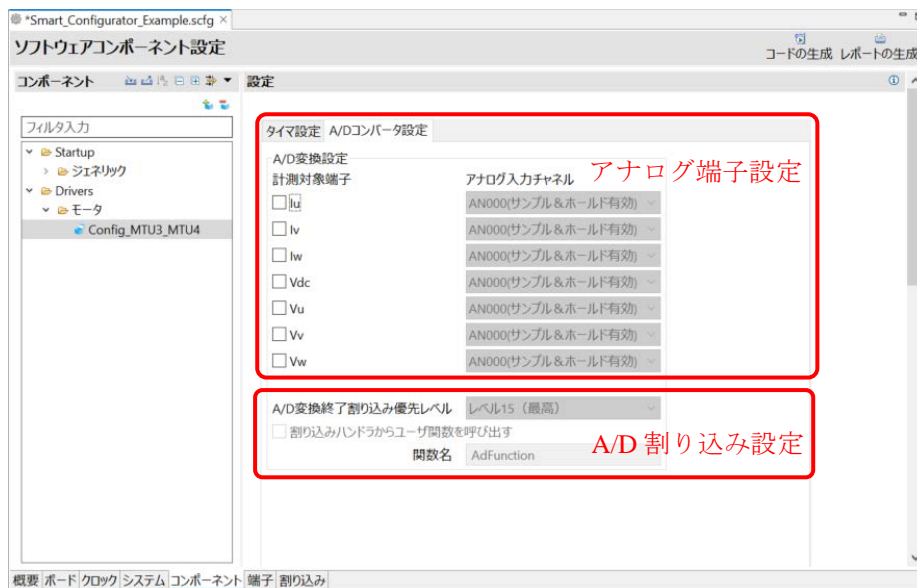 *Smart_Configurator_Example.scfg ×
ソフトウェアコンポーネント設定
コードの生成 レポートの生成
コンポーネント
設定
フィルタ入力
Startup
ジェネリック
Drivers
モータ
Config_MTU3_MTU4
タイマ設定 A/Dコンバータ設定
A/D変換設定
アナログ端子設定
計測対象端子 アナログ入力チャネル
Iu AN000(サンプル&ホールド有効)
Iv AN000(サンプル&ホールド有効)
Iw AN000(サンプル&ホールド有効)
Vdc AN000(サンプル&ホールド有効)
Vu AN000(サンプル&ホールド有効)
Vv AN000(サンプル&ホールド有効)
Vw AN000(サンプル&ホールド有効)
A/D変換終了割り込み優先レベル レベル15（最高）
割り込みハンドラからユーザ関数を呼び出す
A/D 割り込み設定
関数名 AdFunction
概要 ボード クロック システム コンポーネント 端子 割り込み